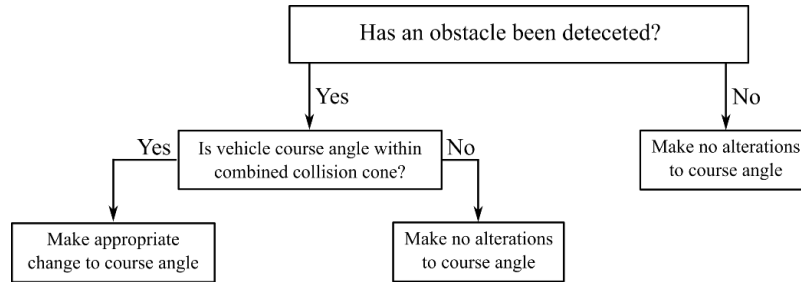 Has an obstacle been deteceted?
Yes
No
Is vehicle course angle within
combined collision cone?
Make no alterations
to course angle
Yes
No
Make appropriate
change to course angle
Make no alterations
to course angle